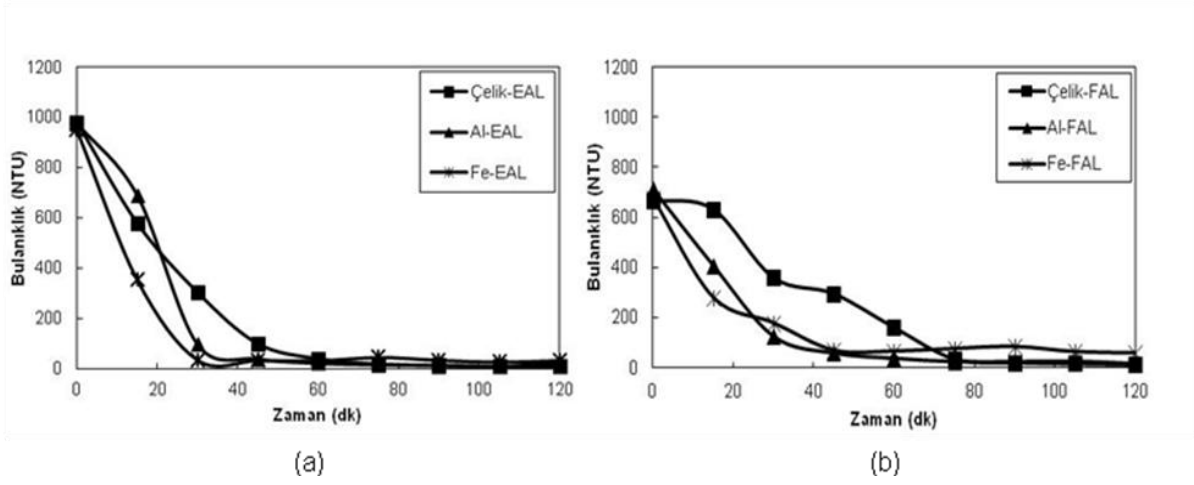 1200
1000
800
600
400
200
0
Bulanıklık (NTU)
Çelik-EAL
Al-EAL
Fe-EAL
0 20 40 60 80 100 120
Zaman (dk)
(a)
1200
1000
800
600
400
200
0
Bulanıklık (NTU)
Çelik-FAL
Al-FAL
Fe-FAL
0 20 40 60 80 100 120
Zaman (dk)
(b)